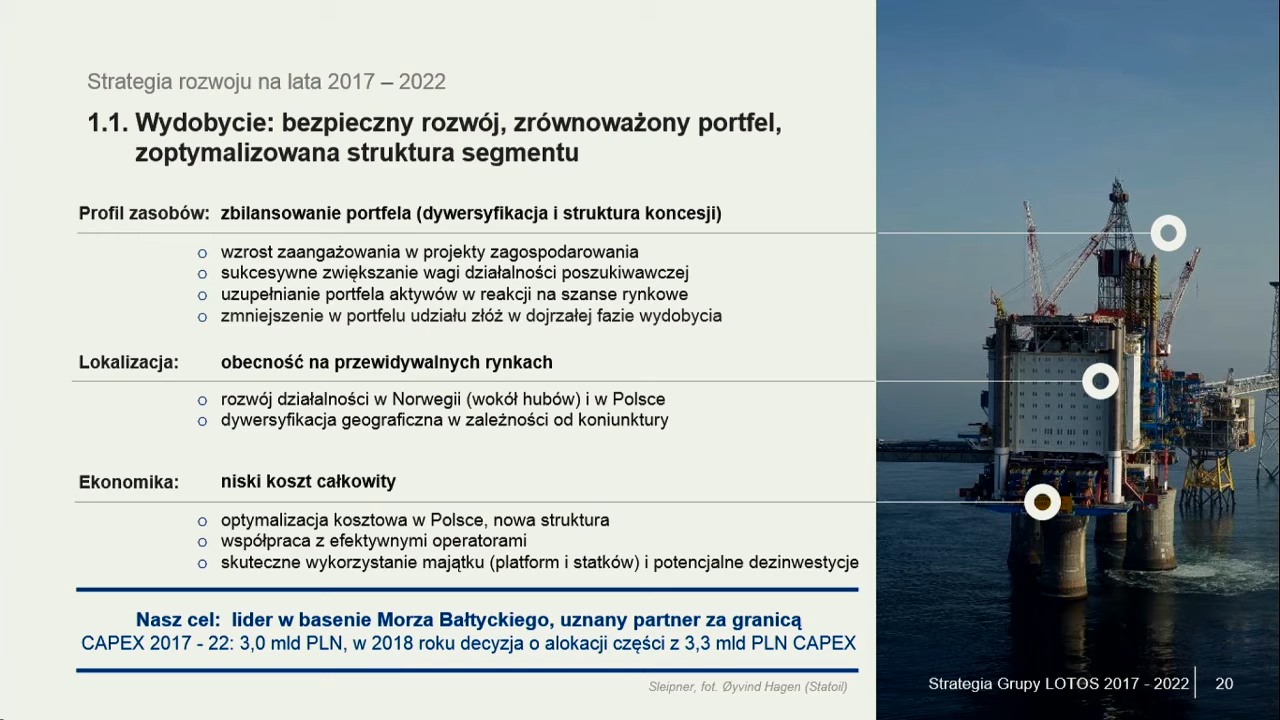 Strategia rozwoju na lata 2017 – 2022
1.1. Wydobycie: bezpieczny rozwój, zrównoważony portfel,
zoptymalizowana struktura segmentu
Profil zasobów: zbilansowanie portfela (dywersyfikacja i struktura koncesji)
o wzrost zaangażowania w projekty zagospodarowania
o sukcesywne zwiększanie wagi działalności poszukiwawczej
o uzupełnianie portfela aktywów w reakcji na szanse rynkowe
o zmniejszenie w portfelu udziału złóż w dojrzałej fazie wydobycia
Lokalizacja: obecność na przewidywalnych rynkach
o rozwój działalności w Norwegii (wokół hubów) i w Polsce
o dywersyfikacja geograficzna w zależności od koniunktury
Ekonomika: niski koszt całkowity
o optymalizacja kosztowa w Polsce, nowa struktura
o współpraca z efektywnymi operatorami
o skuteczne wykorzystanie majątku (platform i statków) i potencjalne dezinwestycje
Nasz cel: lider w basenie Morza Bałtyckiego, uznany partner za granicą
CAPEX 2017 - 22: 3,0 mld PLN, w 2018 roku decyzja o alokacji części z 3,3 mld PLN CAPEX
Sleipner, fot. Øyvind Hagen (Statoil)
Strategia Grupy LOTOS 2017 - 2022 20